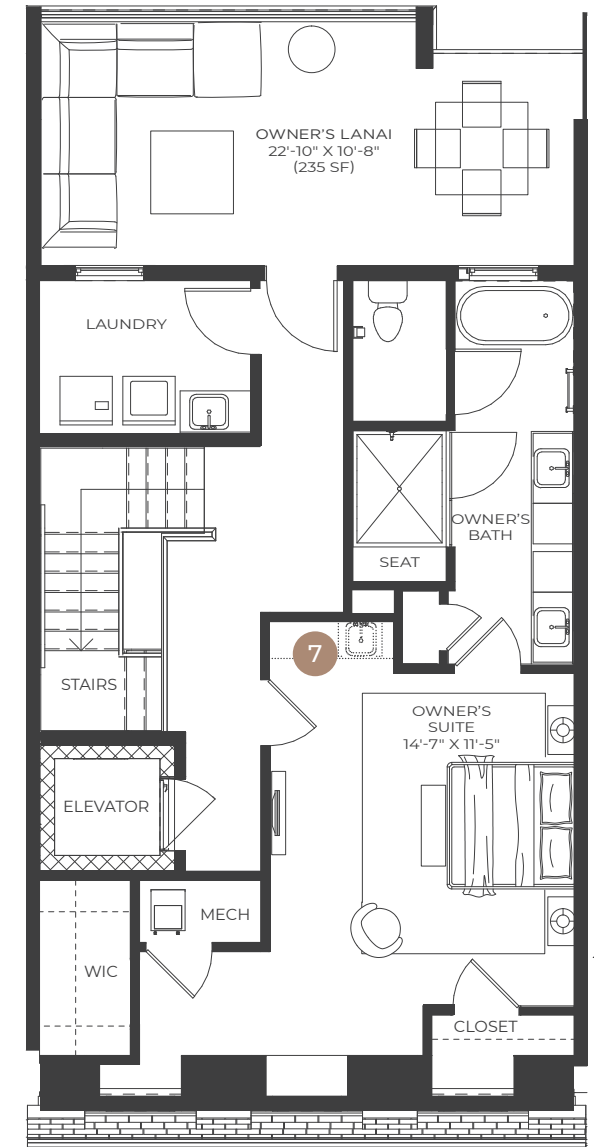 OWNER'S LANAI
22'-10" X 10'-8"
(235 SF)
LAUNDRY
OWNER'S
BATH
SEAT
7
STAIRS
OWNER'S
SUITE
14'-7" X 11'-5"
ELEVATOR
MECH
WIC
CLOSET